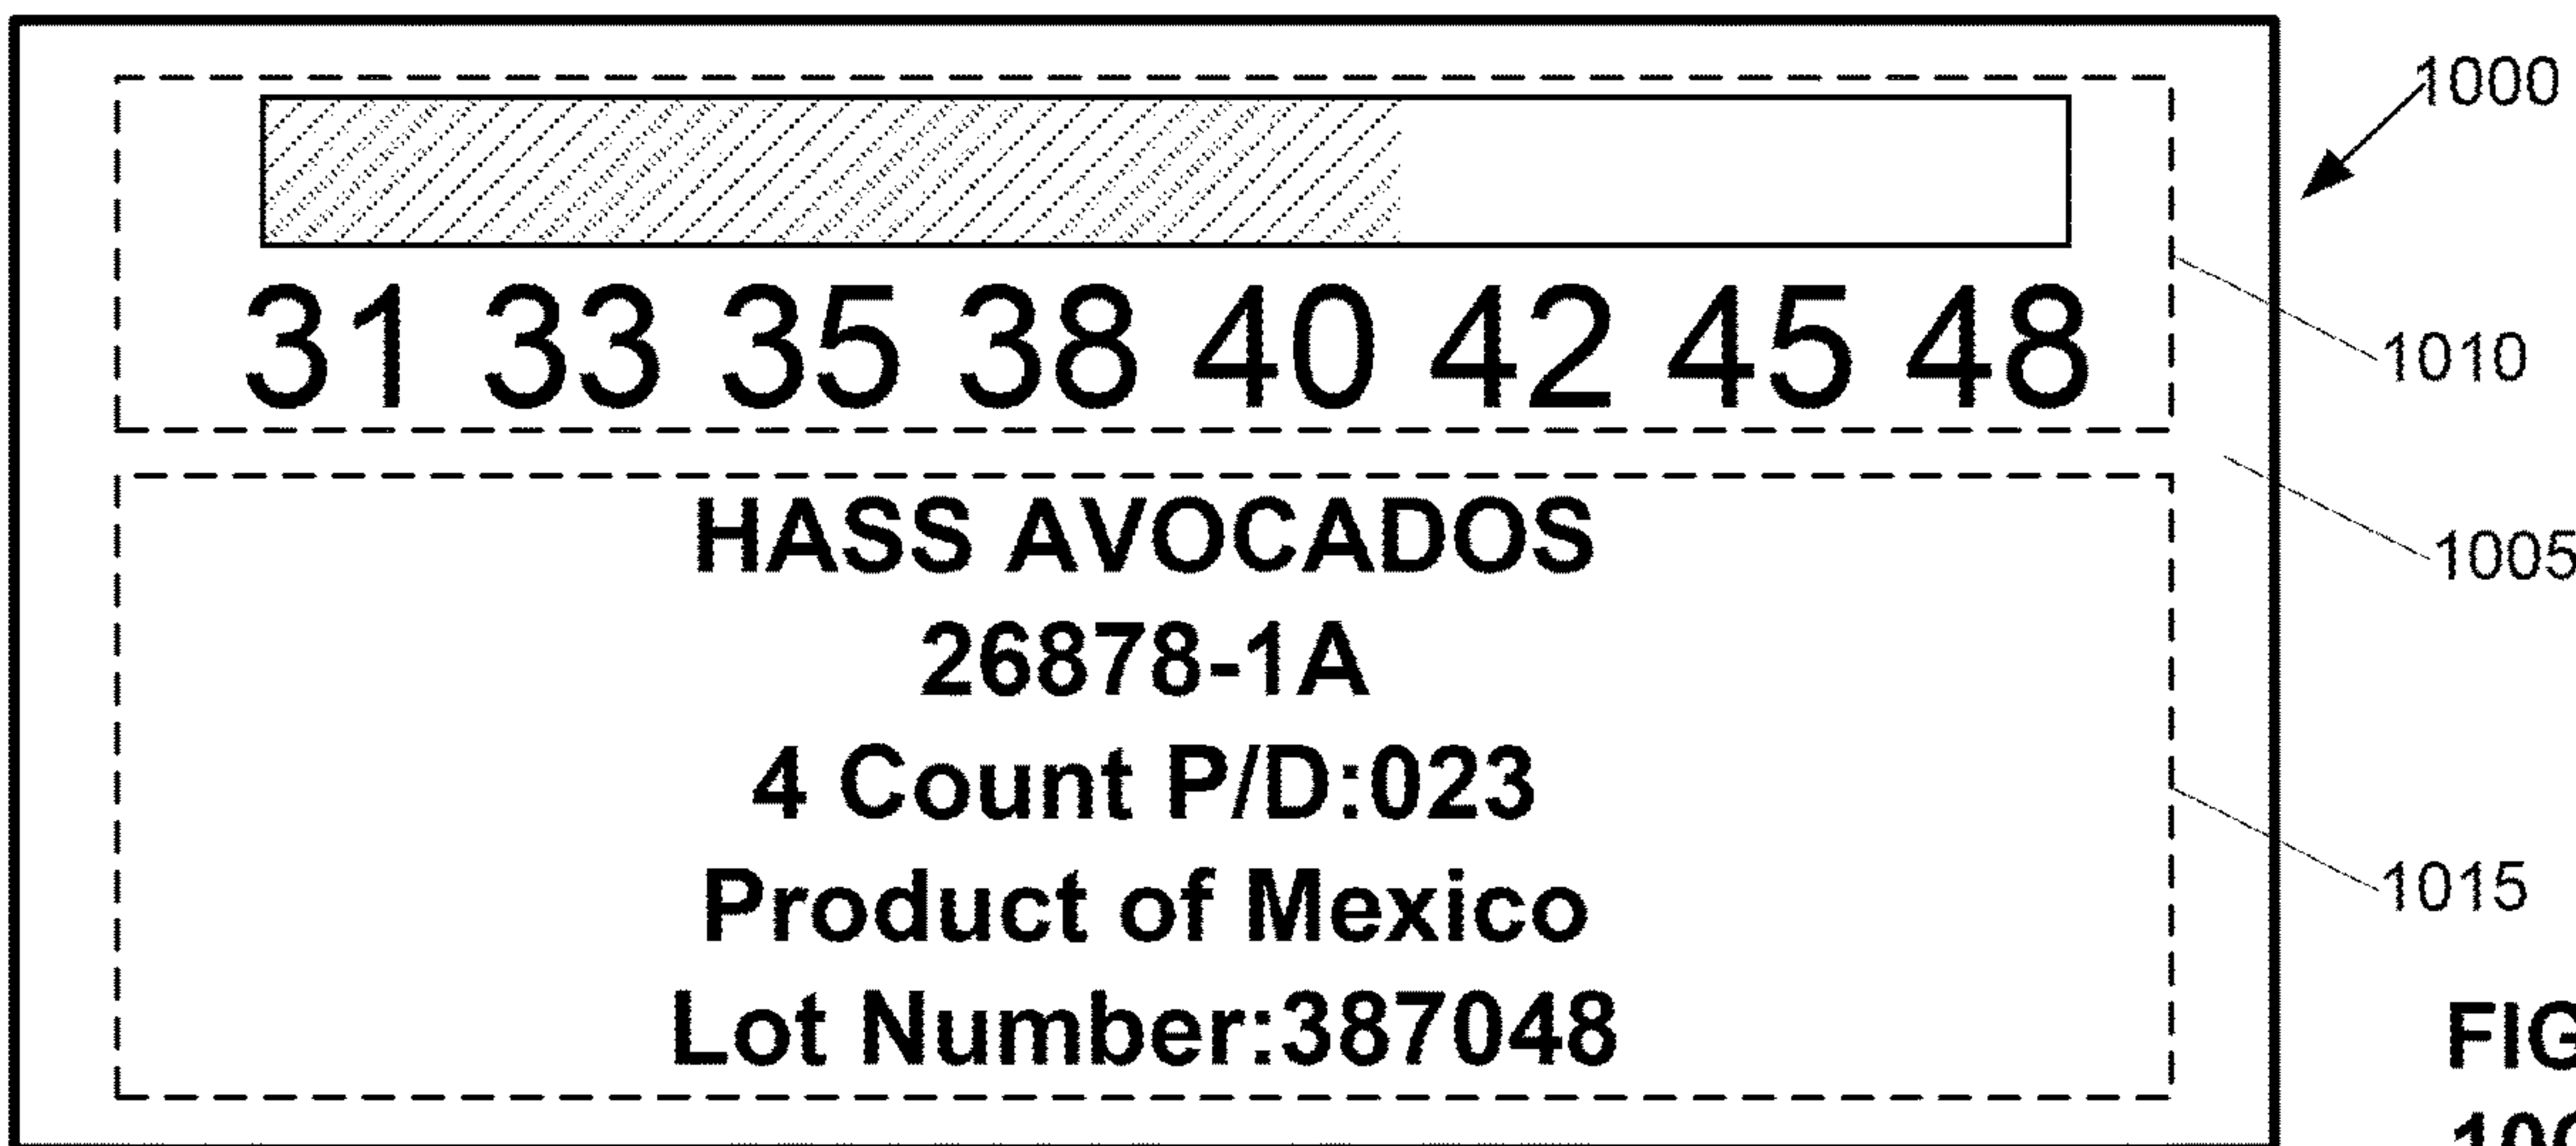 1000
31 33 35 38 40 42 45 48
1010
HASS AVOCADOS
1005
26878-1A
4 Count P/D:023
Product of Mexico
1015
Lot Number:387048